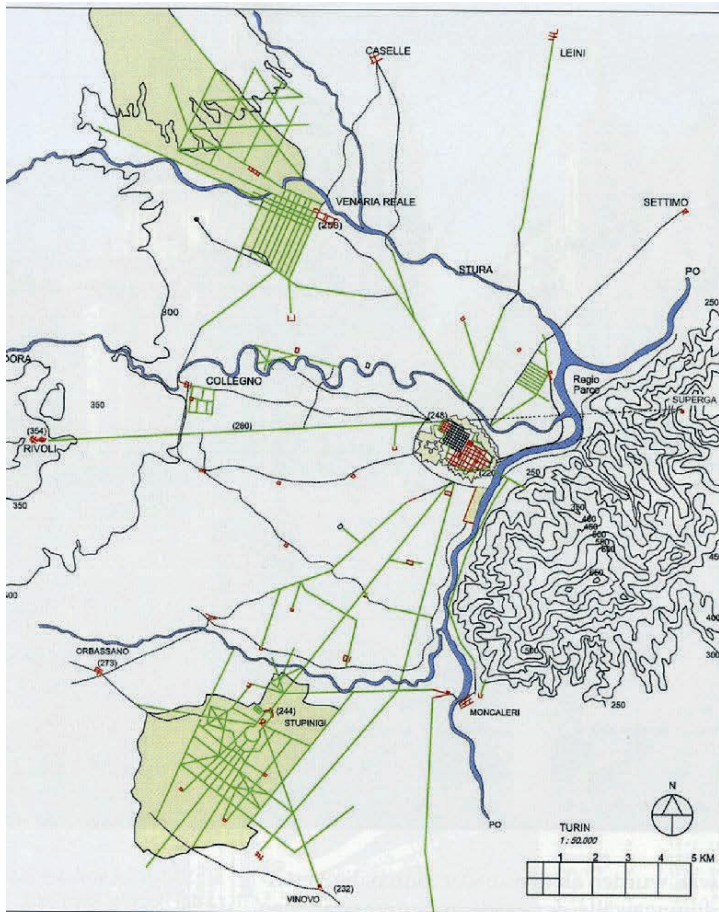 CASELLE
LEINI
VENARIA REALE
SETTIMO
STURA
PO
250
300
DORA
COLLEGNO
Regio
Parco
350
SUPERGA
(248)
(354)
RIVOLI
(260)
250
350
400
300
ORBASSANO
(273)
250
MONCALERI
(244)
STUPINIGI
N
PO
TURIN
1 : 50.000
1 2 3 4 5 KM
(232)
VINOVO